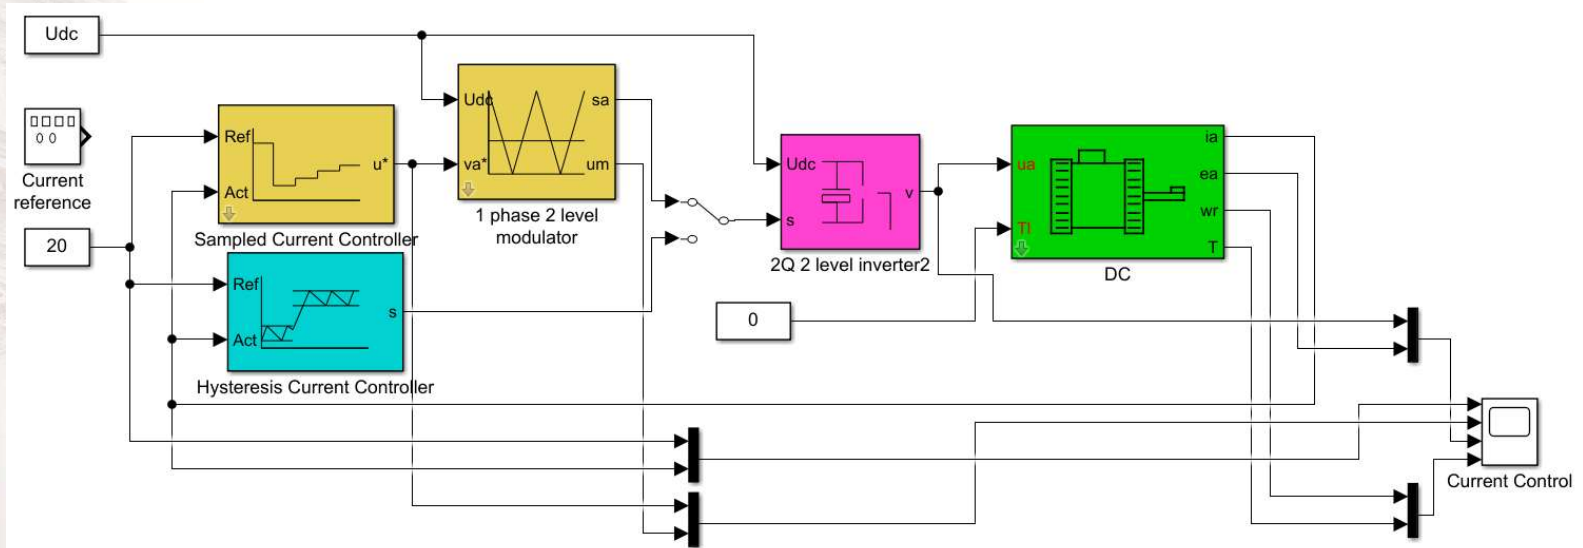 Udc
Current
reference
20
Ref
Act
u*
Sampled Current Controller
Ref
Act
s
Hysteresis Current Controller
Udc
va*
sa
um
1 phase 2 level
modulator
Udc
s
v
2Q 2 level inverter2
0
ua
Tl
ia
ea
wr
T
DC
Current Control